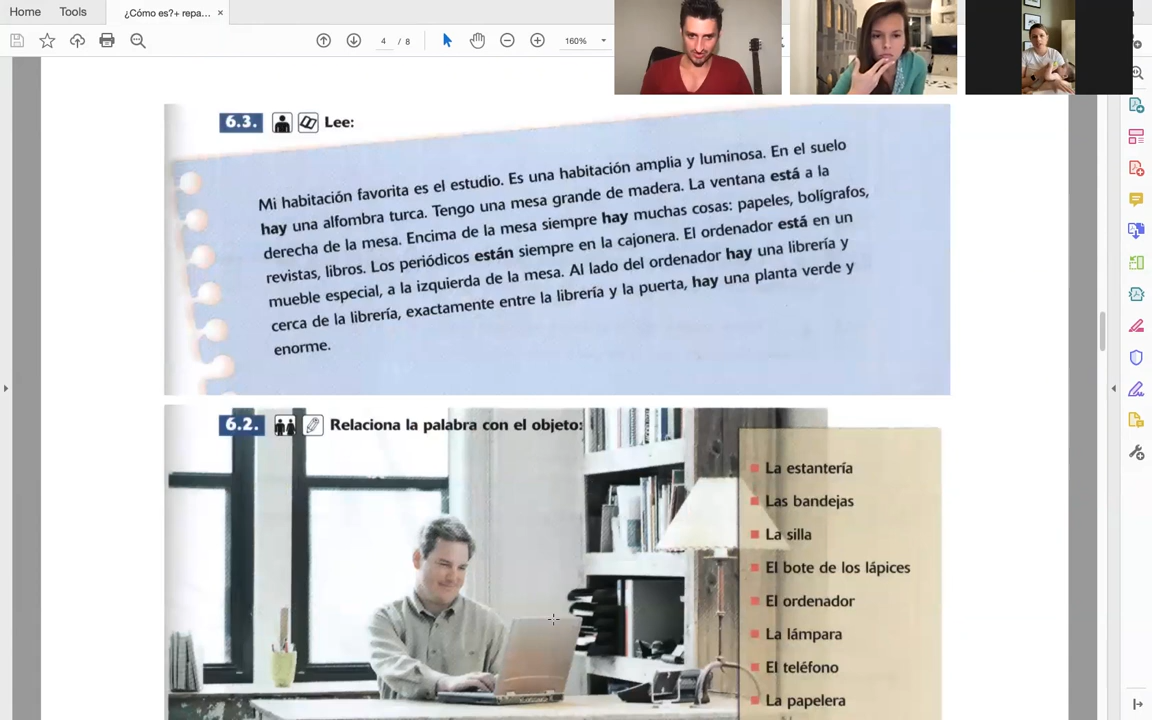 Home
Tools
¿Cómo es?+ repa...
×
4 / 8
160%
6.3. Lee:
Mi habitación favorita es el estudio. Es una habitación amplia y luminosa. En el suelo
hay una alfombra turca. Tengo una mesa grande de madera. La ventana está a la
derecha de la mesa. Encima de la mesa siempre hay muchas cosas: papeles, bolígrafos,
revistas, libros. Los periódicos están siempre en la cajonera. El ordenador está en un
mueble especial, a la izquierda de la mesa. Al lado del ordenador hay una librería y
cerca de la librería, exactamente entre la librería y la puerta, hay una planta verde y
enorme.
6.2. Relaciona la palabra con el objeto:
La estantería
Las bandejas
La silla
El bote de los lápices
El ordenador
La lámpara
El teléfono
La papelera